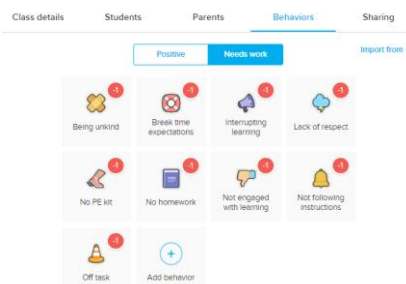 Class details Students Parents Behaviors Sharing
Positive Needs work Import from
-1 -1 -1 -1
Being unkind Break time expectations Interrupting learning Lack of respect
-1 -1 -1 -1
No PE kit No homework Not engaged with learning Not following instructions
-1
Off task Add behavior